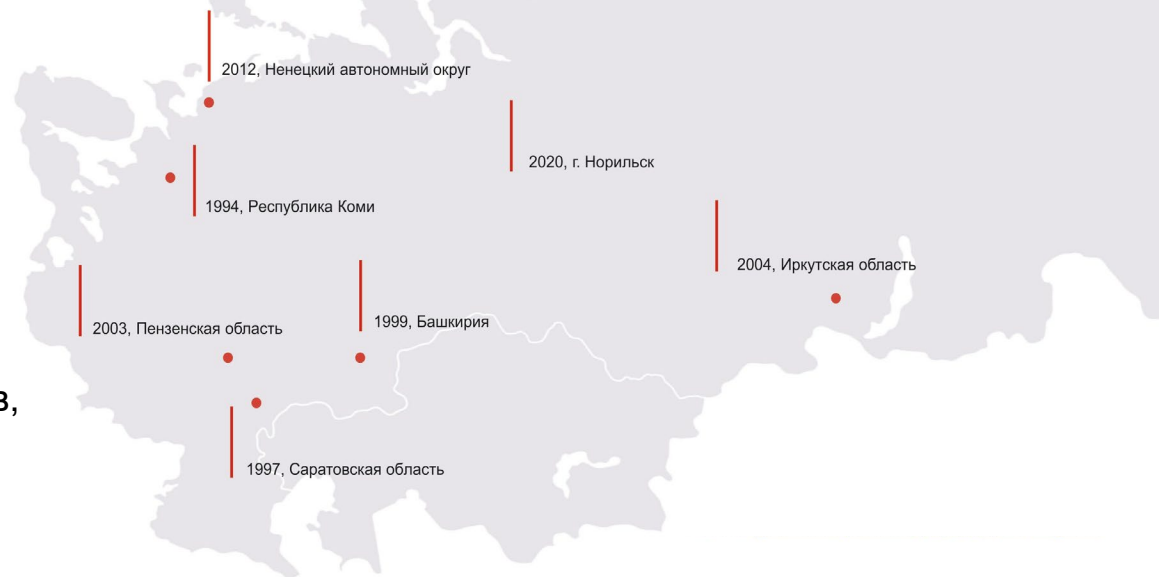 2012, Ненецкий автономный округ
2020, г. Норильск
1994, Республика Коми
2004, Иркутская область
1999, Башкирия
2003, Пензенская область
в,
1997, Саратовская область